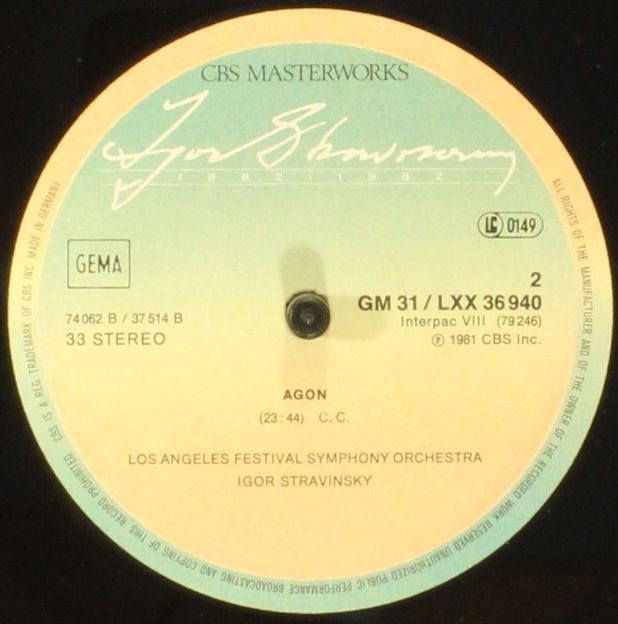 CBS MASTERWORKS
Igor Stravinsky
1882-1982
LC 0149
GEMA
2
74 062 B / 37 514 B
GM 31 / LXX 36 940
33 STEREO
Interpac VIII (79 246)
℗ 1981 CBS Inc.
AGON
(23:44) C.C.
LOS ANGELES FESTIVAL SYMPHONY ORCHESTRA
IGOR STRAVINSKY
ALL RIGHTS OF THE MANUFACTURER AND OF THE OWNER OF THE RECORDED WORK RESERVED UNAUTHORIZED PUBLIC PERFORMANCE BROADCASTING AND COPYING OF THIS RECORD PROHIBITED. CBS IS A REG. TRADEMARK OF CBS INC. MADE IN GERMANY